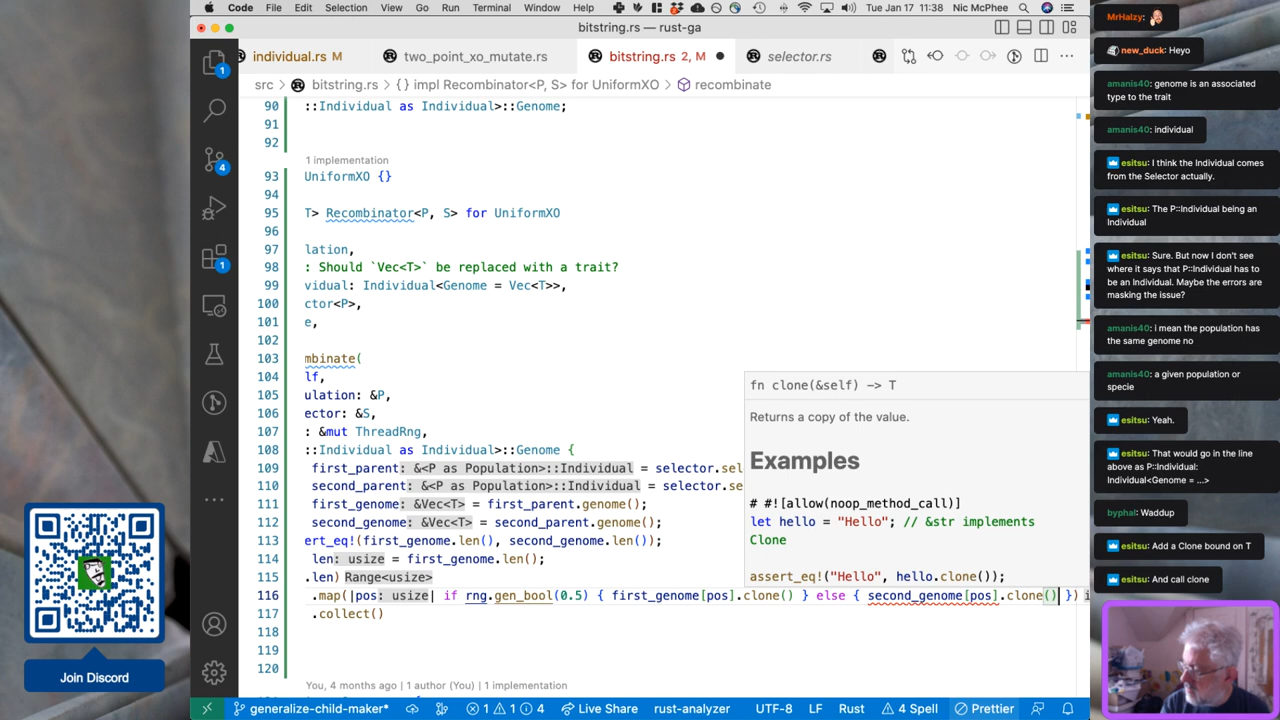 Code File Edit Selection View Go Run Terminal Window Help Tue Jan 17 11:38 Nic McPhee
bitstring.rs — rust-ga
individual.rs M two_point_xo_mutate.rs bitstring.rs 2, M selector.rs
src > bitstring.rs > {} impl Recombinator<P, S> for UniformXO > recombinate
90 ::Individual as Individual>::Genome;
91
92
1 implementation
93 UniformXO {}
94
95 T> Recombinator<P, S> for UniformXO
96
97 lation,
98 : Should `Vec<T>` be replaced with a trait?
99 vidual: Individual<Genome = Vec<T>>,
100 ctor<P>,
101 e,
102
103 mbinate(
104 lf,
105 ulation: &P,
106 ector: &S,
107 : &mut ThreadRng,
108 ::Individual as Individual>::Genome {
109 first_parent: &<P as Population>::Individual = selector.sel
110 second_parent: &<P as Population>::Individual = selector.se
111 first_genome: &Vec<T> = first_parent.genome();
112 second_genome: &Vec<T> = second_parent.genome();
113 ert_eq!(first_genome.len(), second_genome.len());
114 len: usize = first_genome.len();
115 .len) Range<usize>
116 .map(|pos: usize| if rng.gen_bool(0.5) { first_genome[pos].clone() } else { second_genome[pos].clone() }) i
117 .collect()
118
119
120
You, 4 months ago | 1 author (You) | 1 implementation
fn clone(&self) -> T
Returns a copy of the value.
Examples
# #![allow(noop_method_call)]
let hello = "Hello"; // &str implements
Clone
assert_eq!("Hello", hello.clone());
1
4
1
generalize-child-maker* 1 1 4 Live Share rust-analyzer UTF-8 LF Rust 4 Spell Prettier
Join Discord
MrHalzy:
new_duck: Heyo
amanis40: genome is an associated
type to the trait
amanis40: individual
esitsu: I think the Individual comes
from the Selector actually.
esitsu: The P::Individual being an
Individual
esitsu: Sure. But now I don't see
where it says that P::Individual has to
be an Individual. Maybe the errors are
masking the issue?
amanis40: i mean the population has
the same genome no
amanis40: a given population or
specie
esitsu: Yeah.
esitsu: That would go in the line
above as P::Individual:
Individual<Genome = ...>
byphal: Waddup
esitsu: Add a Clone bound on T
esitsu: And call clone